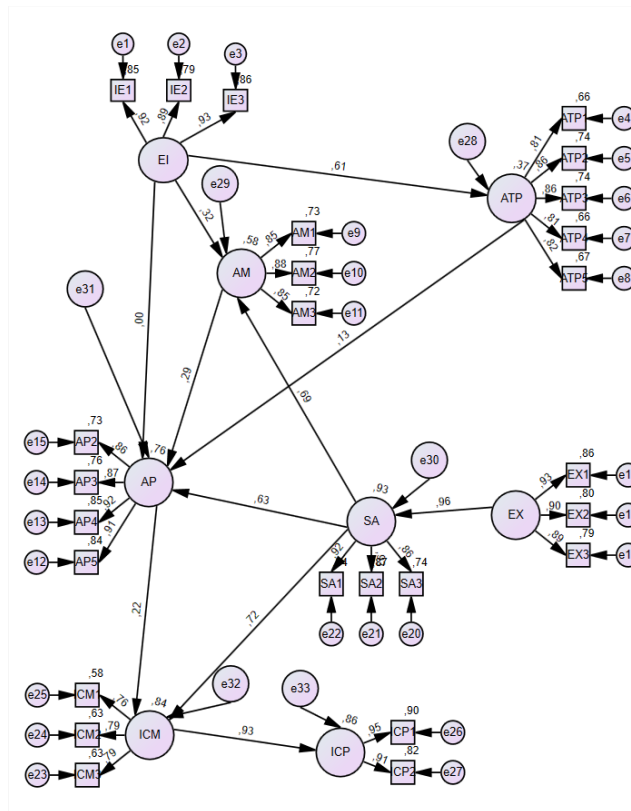 e1
e2
e3
,85
,79
,86
IE1
IE2
IE3
,92
,89
,93
EI
,61
,32
,00
e28
,37
ATP
,81
,86
,86
,81
,82
,66
ATP1
e4
,74
ATP2
e5
,74
ATP3
e6
,66
ATP4
e7
,67
ATP5
e8
e29
,58
AM
,85
,88
,85
,73
AM1
e9
,77
AM2
e10
,72
AM3
e11
e31
,29
,13
,69
,76
AP
,86
,87
,92
,91
,73
e15
AP2
,76
e14
AP3
,85
e13
AP4
,84
e12
AP5
,63
e30
,93
SA
,96
EX
,93
,90
,89
,86
EX1
,80
EX2
,79
EX3
,92
,86
SA1
SA2
,87
SA3
,74
e22
e21
e20
,22
,72
e32
e33
,84
ICM
,76
,79
,79
,58
e25
CM1
,63
e24
CM2
,63
e23
CM3
,93
,86
ICP
,95
,91
,90
CP1
e26
,82
CP2
e27